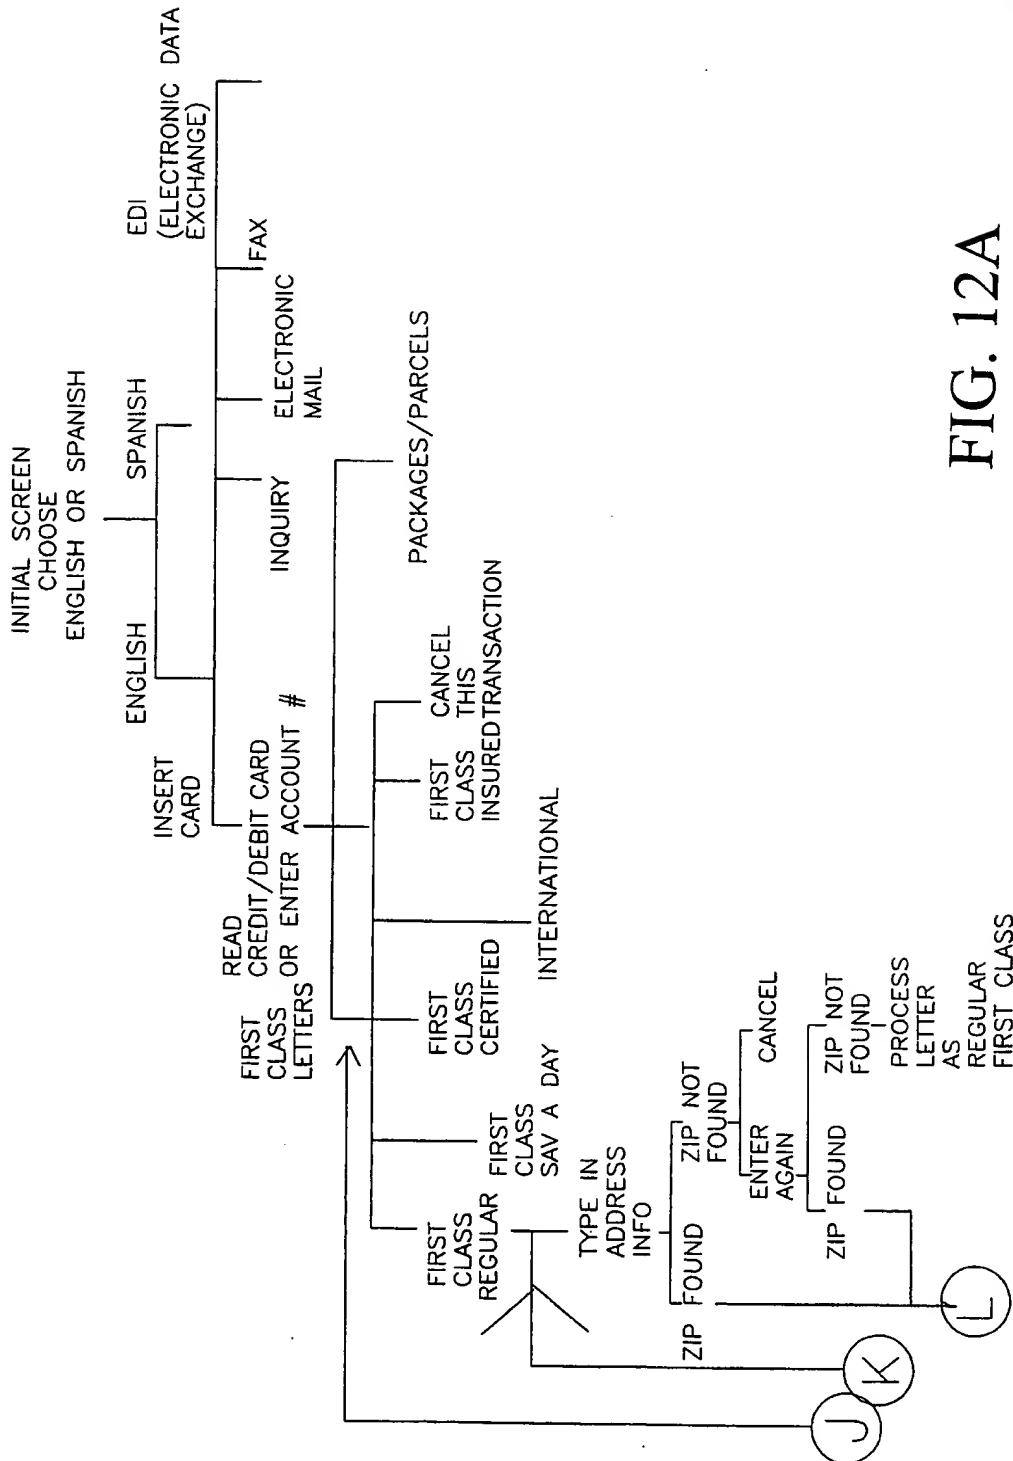 INITIAL SCREEN
CHOOSE
ENGLISH OR SPANISH
ENGLISH
SPANISH
INSERT
CARD
EDI
(ELECTRONIC DATA
EXCHANGE)
READ
CREDIT/DEBIT CARD
OR ENTER ACCOUNT #
INQUIRY
ELECTRONIC
MAIL
FAX
FIRST
CLASS
LETTERS
PACKAGES/PARCELS
FIRST
CLASS
REGULAR
FIRST
CLASS
SAV A DAY
FIRST
CLASS
CERTIFIED
INTERNATIONAL
FIRST
CLASS
INSURED
CANCEL
THIS
TRANSACTION
TYPE IN
ADDRESS
INFO
ZIP FOUND
ZIP NOT
FOUND
ENTER
AGAIN
CANCEL
ZIP FOUND
ZIP NOT
FOUND
PROCESS
LETTER
AS
REGULAR
FIRST CLASS
J
K
L
FIG. 12A